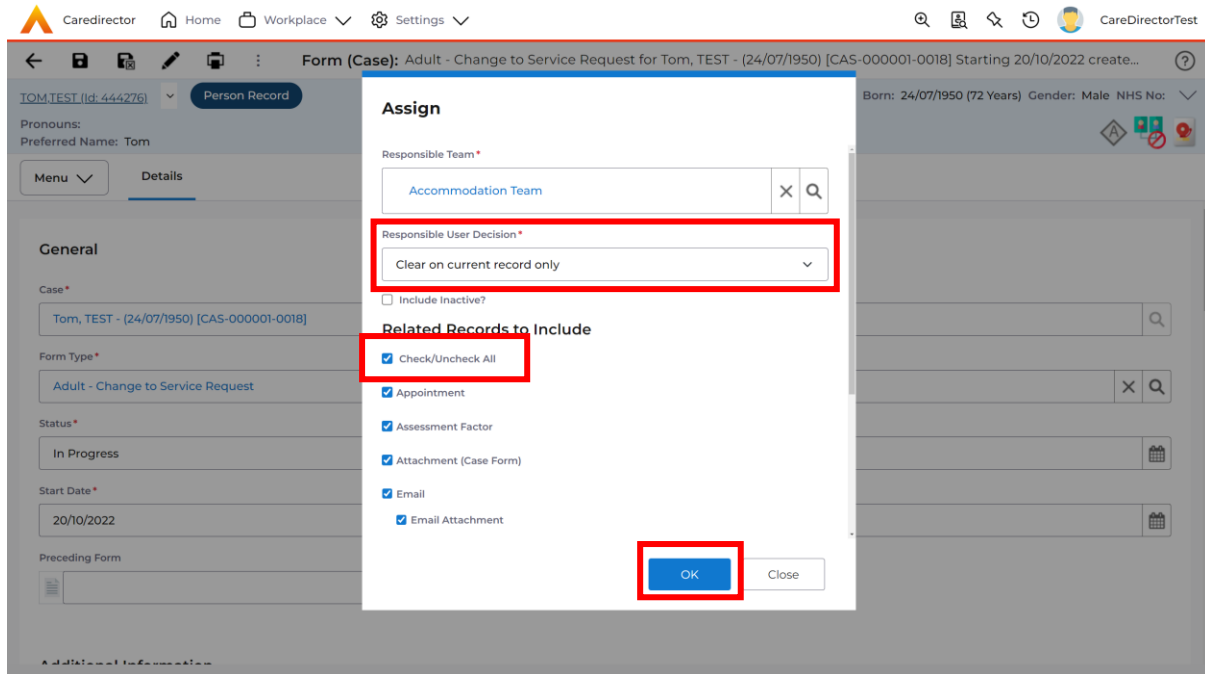 Caredirector Home Workplace Settings CareDirectorTest
Form (Case): Adult - Change to Service Request for Tom, TEST - (24/07/1950) [CAS-000001-0018] Starting 20/10/2022 create...
TOM,TEST (Id: 444276) Person Record Born: 24/07/1950 (72 Years) Gender: Male NHS No:
Pronouns:
Preferred Name: Tom
Menu Details
General
Case*
Tom, TEST - (24/07/1950) [CAS-000001-0018]
Form Type*
Adult - Change to Service Request
Status*
In Progress
Start Date*
20/10/2022
Preceding Form
Additional Information
Assign
Responsible Team*
Accommodation Team
Responsible User Decision*
Clear on current record only
Include Inactive?
Related Records to Include
Check/Uncheck All
Appointment
Assessment Factor
Attachment (Case Form)
Email
Email Attachment
OK Close